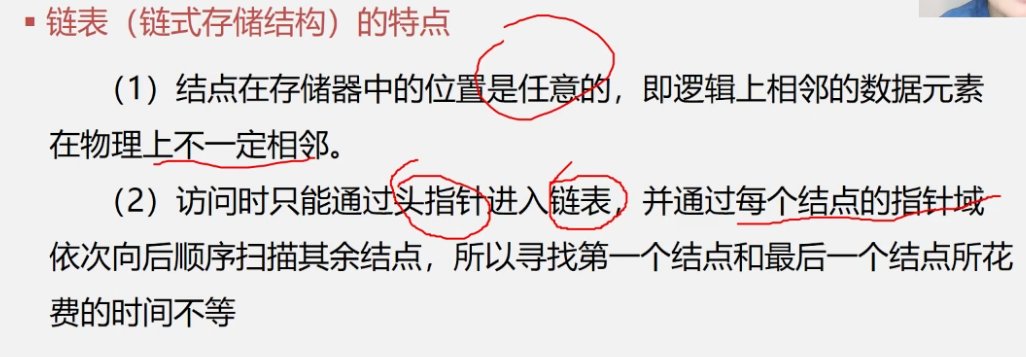 ▪ 链表（链式存储结构）的特点
（1）结点在存储器中的位置是任意的，即逻辑上相邻的数据元素
在物理上不一定相邻。
（2）访问时只能通过头指针进入链表，并通过每个结点的指针域
依次向后顺序扫描其余结点，所以寻找第一个结点和最后一个结点所花
费的时间不等